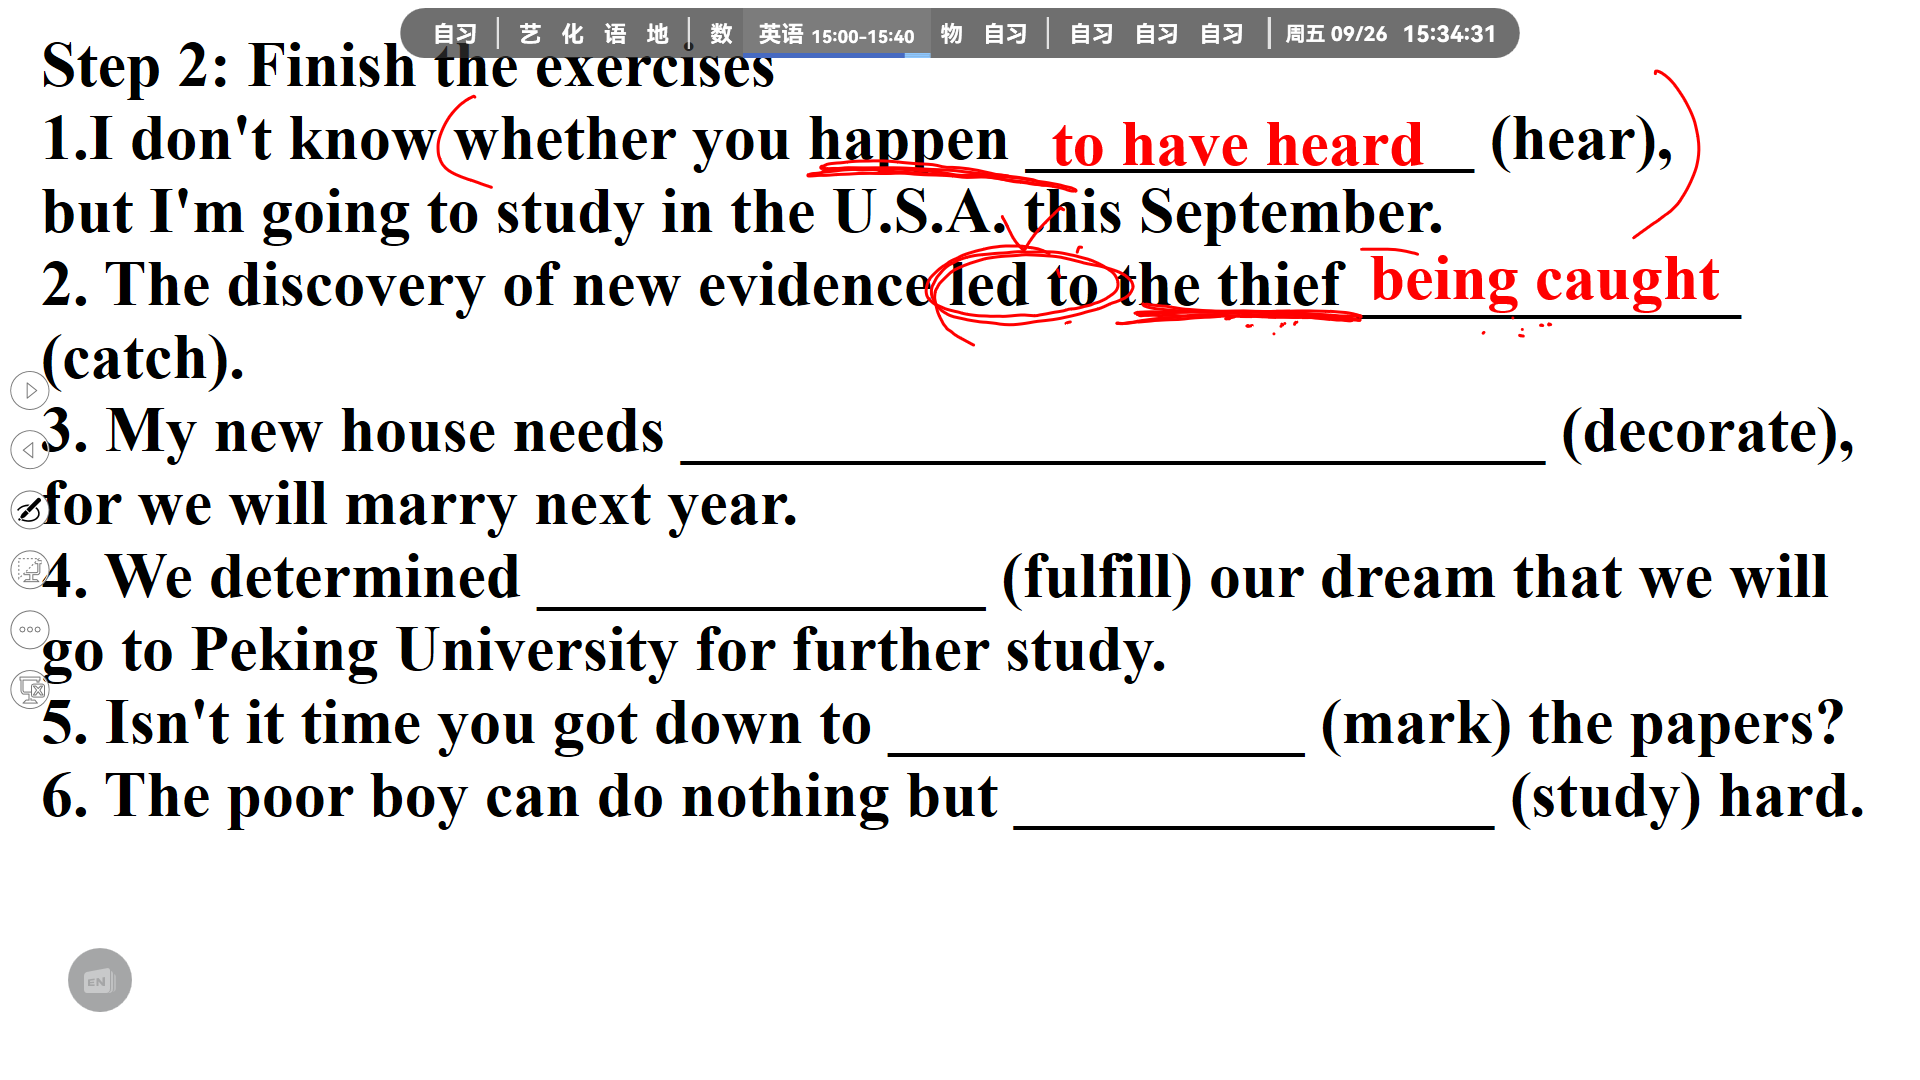 自习 艺 化 语 地 数 英语 15:00-15:40 物 自习 自习 自习 自习 周五 09/26 15:34:31
Step 2: Finish the exercises
1.I don't know whether you happen to have heard (hear),
but I'm going to study in the U.S.A. this September.
2. The discovery of new evidence led to the thief being caught
(catch).
3. My new house needs ____ (decorate),
for we will marry next year.
4. We determined ____ (fulfill) our dream that we will
go to Peking University for further study.
5. Isn't it time you got down to ____ (mark) the papers?
6. The poor boy can do nothing but ____ (study) hard.
EN